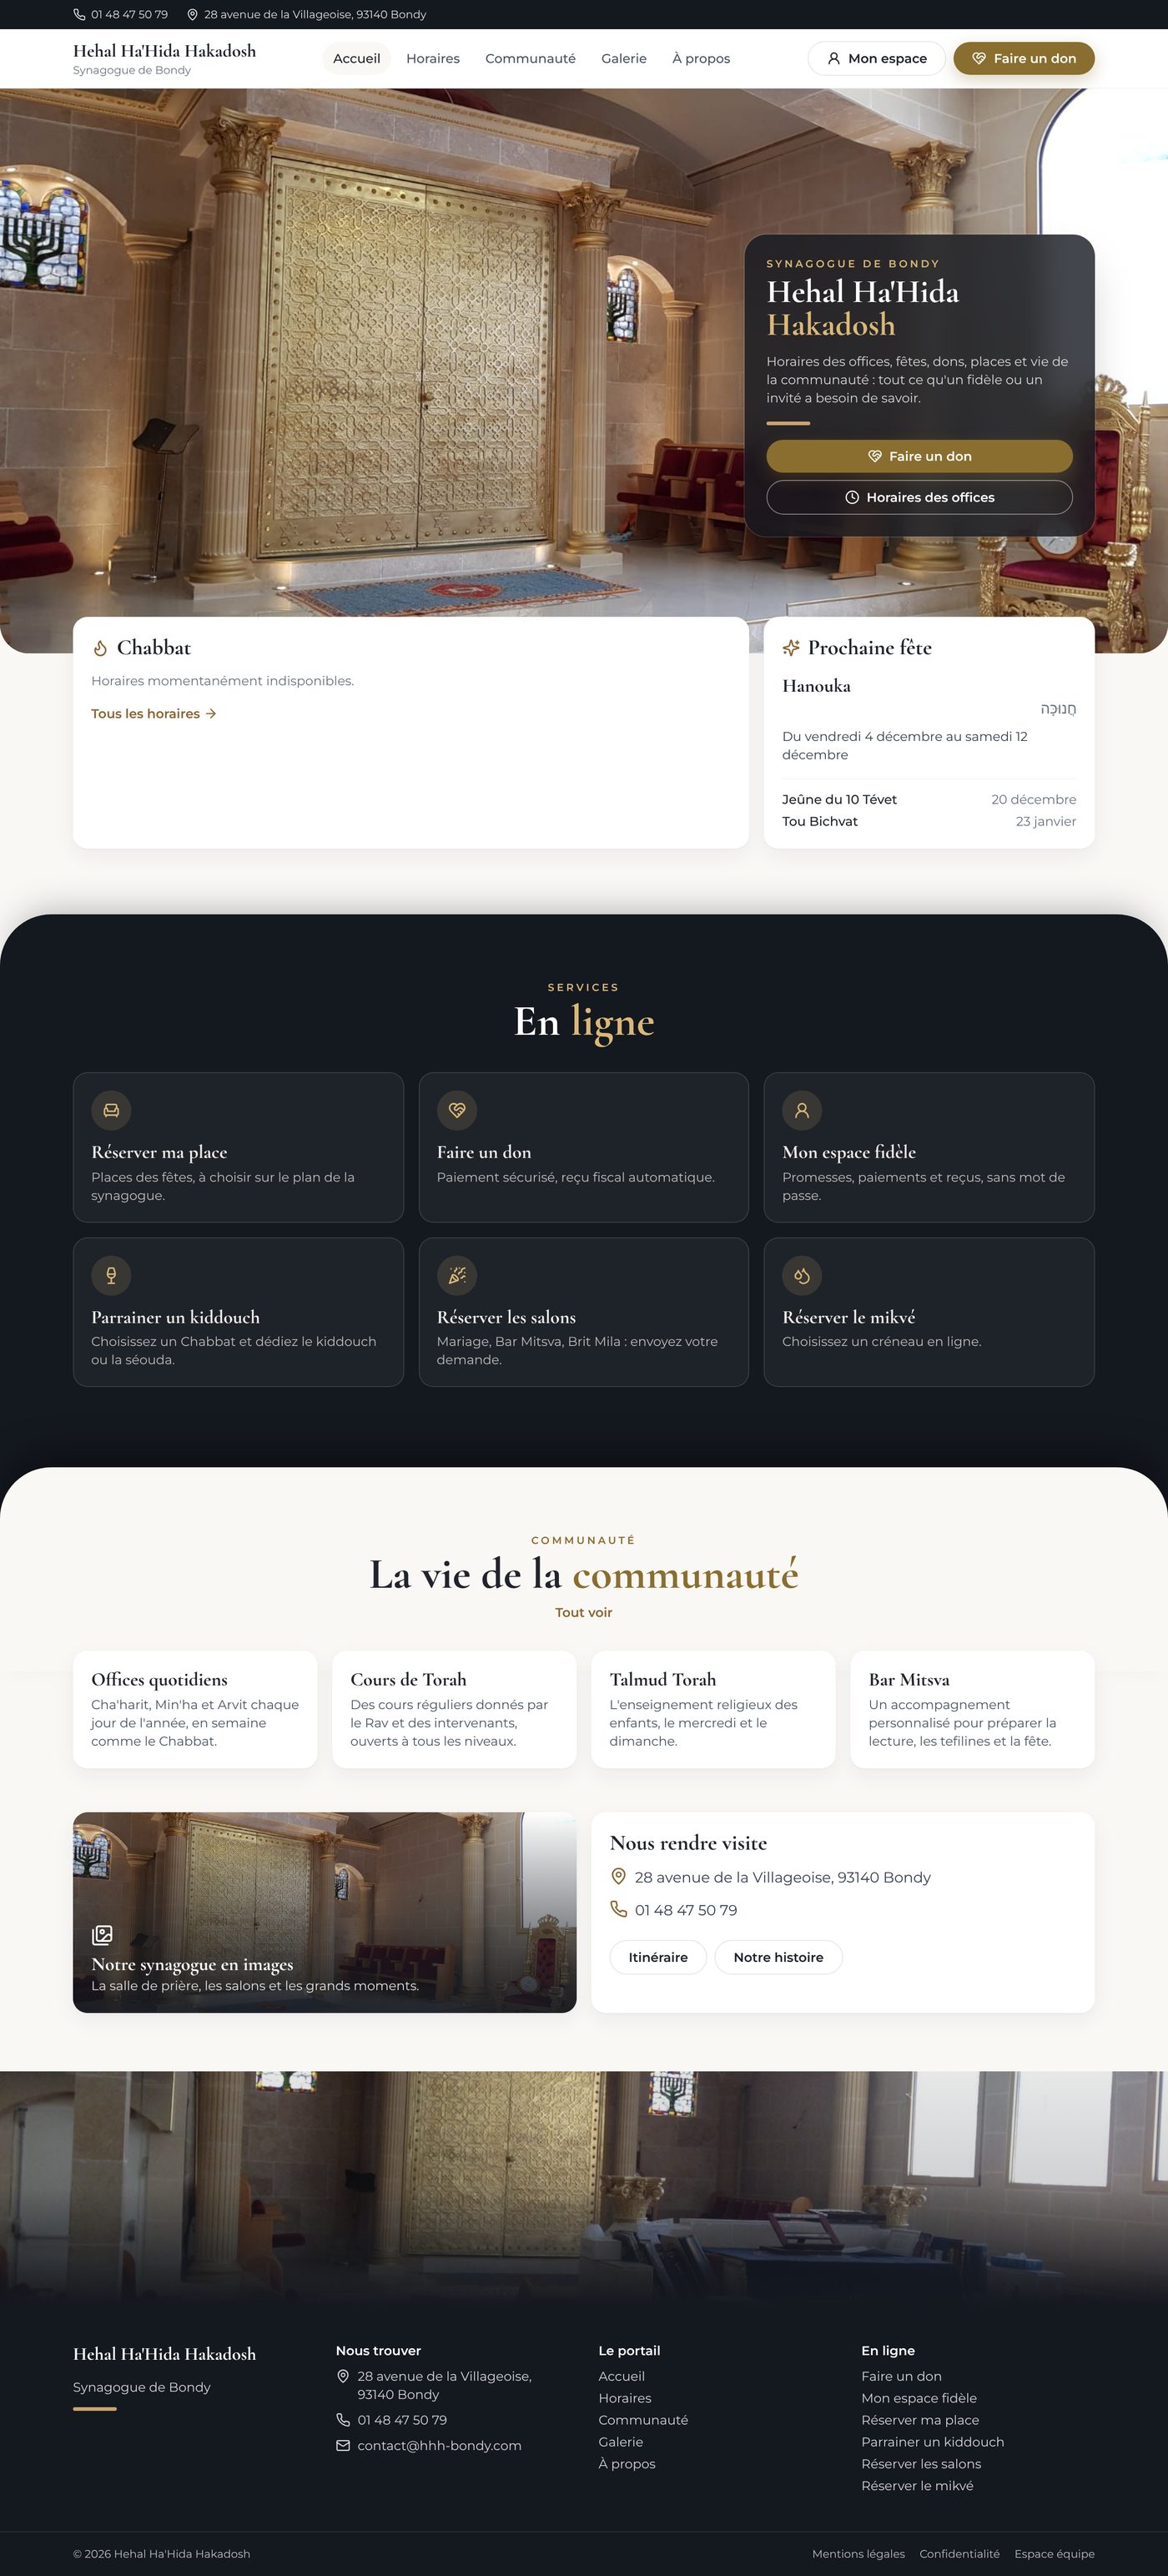 01 48 47 50 79
28 avenue de la Villageoise, 93140 Bondy
Hehal Ha'Hida Hakadosh
Synagogue de Bondy
Accueil
Horaires
Communauté
Galerie
À propos
Mon espace
Faire un don
SYNAGOGUE DE BONDY
Hehal Ha'Hida
Hakadosh
Horaires des offices, fêtes, dons, places et vie de
la communauté : tout ce qu'un fidèle ou un
invité a besoin de savoir.
Faire un don
Horaires des offices
Chabbat
Horaires momentanément indisponibles.
Tous les horaires →
Prochaine fête
Hanouka
חֲנוּכָּה
Du vendredi 4 décembre au samedi 12
décembre
Jeûne du 10 Tévet
20 décembre
Tou Bichvat
23 janvier
SERVICES
En ligne
Réserver ma place
Places des fêtes, à choisir sur le plan de la
synagogue.
Faire un don
Paiement sécurisé, reçu fiscal automatique.
Mon espace fidèle
Promesses, paiements et reçus, sans mot de
passe.
Parrainer un kiddouch
Choisissez un Chabbat et dédiez le kiddouch
ou la séouda.
Réserver les salons
Mariage, Bar Mitsva, Brit Mila : envoyez votre
demande.
Réserver le mikvé
Choisissez un créneau en ligne.
COMMUNAUTÉ
La vie de la communauté
Tout voir
Offices quotidiens
Cha'harit, Min'ha et Arvit chaque
jour de l'année, en semaine
comme le Chabbat.
Cours de Torah
Des cours réguliers donnés par
le Rav et des intervenants,
ouverts à tous les niveaux.
Talmud Torah
L'enseignement religieux des
enfants, le mercredi et le
dimanche.
Bar Mitsva
Un accompagnement
personnalisé pour préparer la
lecture, les tefilines et la fête.
Notre synagogue en images
La salle de prière, les salons et les grands moments.
Nous rendre visite
28 avenue de la Villageoise, 93140 Bondy
01 48 47 50 79
Itinéraire
Notre histoire
Hehal Ha'Hida Hakadosh
Synagogue de Bondy
Nous trouver
28 avenue de la Villageoise,
93140 Bondy
01 48 47 50 79
contact@hhh-bondy.com
Le portail
Accueil
Horaires
Communauté
Galerie
À propos
En ligne
Faire un don
Mon espace fidèle
Réserver ma place
Parrainer un kiddouch
Réserver les salons
Réserver le mikvé
© 2026 Hehal Ha'Hida Hakadosh
Mentions légales
Confidentialité
Espace équipe